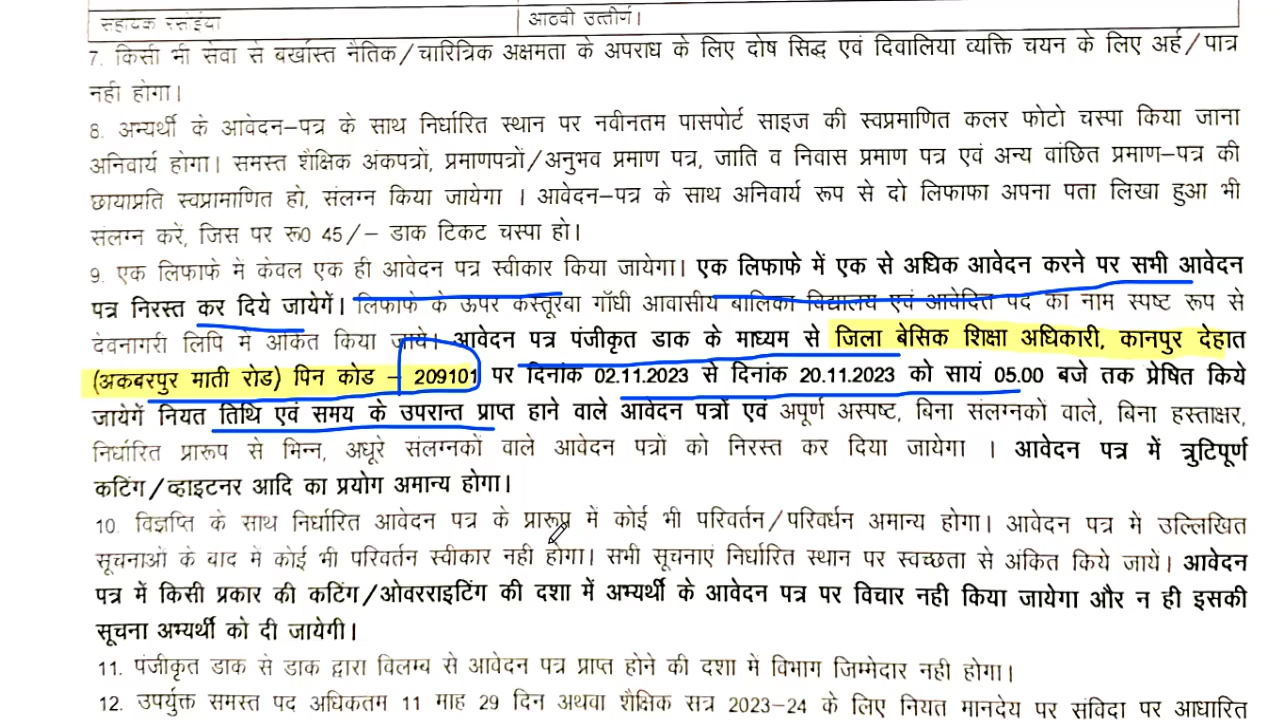 सहायक रसोईया आठवी उत्तीर्ण।
7. किसी भी सेवा से बर्खास्त नैतिक/चारित्रिक अक्षमता के अपराध के लिए दोष सिद्ध एवं दिवालिया व्यक्ति चयन के लिए अर्ह/पात्र
नही होगा।
8. अभ्यर्थी के आवेदन–पत्र के साथ निर्धारित स्थान पर नवीनतम पासपोर्ट साइज की स्वप्रमाणित कलर फोटो चस्पा किया जाना
अनिवार्य होगा। समस्त शैक्षिक अंकपत्रों, प्रमाणपत्रों/अनुभव प्रमाण पत्र, जाति व निवास प्रमाण पत्र एवं अन्य वांछित प्रमाण–पत्र की
छायाप्रति स्वप्रामाणित हो, संलग्न किया जायेगा । आवेदन–पत्र के साथ अनिवार्य रूप से दो लिफाफा अपना पता लिखा हुआ भी
संलग्न करें, जिस पर रू0 45/– डाक टिकट चस्पा हो।
9. एक लिफाफे में केवल एक ही आवेदन पत्र स्वीकार किया जायेगा। एक लिफाफे में एक से अधिक आवेदन करने पर सभी आवेदन
पत्र निरस्त कर दिये जायेगें। लिफाफे के ऊपर कस्तूरबा गॉधी आवासीय बालिका विद्यालय एवं आवेदित पद का नाम स्पष्ट रूप से
देवनागरी लिपि में अंकित किया जाये। आवेदन पत्र पंजीकृत डाक के माध्यम से जिला बेसिक शिक्षा अधिकारी, कानपुर देहात
(अकबरपुर माती रोड) पिन कोड – 209101 पर दिनांक 02.11.2023 से दिनांक 20.11.2023 को सायं 05.00 बजे तक प्रेषित किये
जायेगें नियत तिथि एवं समय के उपरान्त प्राप्त हाने वाले आवेदन पत्रों एवं अपूर्ण अस्पष्ट, बिना संलग्नको वाले, बिना हस्ताक्षर,
निर्धारित प्रारूप से भिन्न, अधूरे संलग्नकों वाले आवेदन पत्रों को निरस्त कर दिया जायेगा । आवेदन पत्र में त्रुटिपूर्ण
कटिंग/व्हाइटनर आदि का प्रयोग अमान्य होगा।
10. विज्ञप्ति के साथ निर्धारित आवेदन पत्र के प्रारूप में कोई भी परिवर्तन/परिवर्धन अमान्य होगा। आवेदन पत्र में उल्लिखित
सूचनाओं के वाद में कोई भी परिवर्तन स्वीकार नही होगा। सभी सूचनाएं निर्धारित स्थान पर स्वच्छता से अंकित किये जायें। आवेदन
पत्र में किसी प्रकार की कटिंग/ओवरराइटिंग की दशा में अभ्यर्थी के आवेदन पत्र पर विचार नही किया जायेगा और न ही इसकी
सूचना अभ्यर्थी को दी जायेगी।
11. पंजीकृत डाक से डाक द्वारा विलम्ब से आवेदन पत्र प्राप्त होने की दशा में विभाग जिम्मेदार नही होगा।
12. उपर्युक्त समस्त पद अधिकतम 11 माह 29 दिन अथवा शैक्षिक सत्र 2023–24 के लिए नियत मानदेय पर संविदा पर आधारित